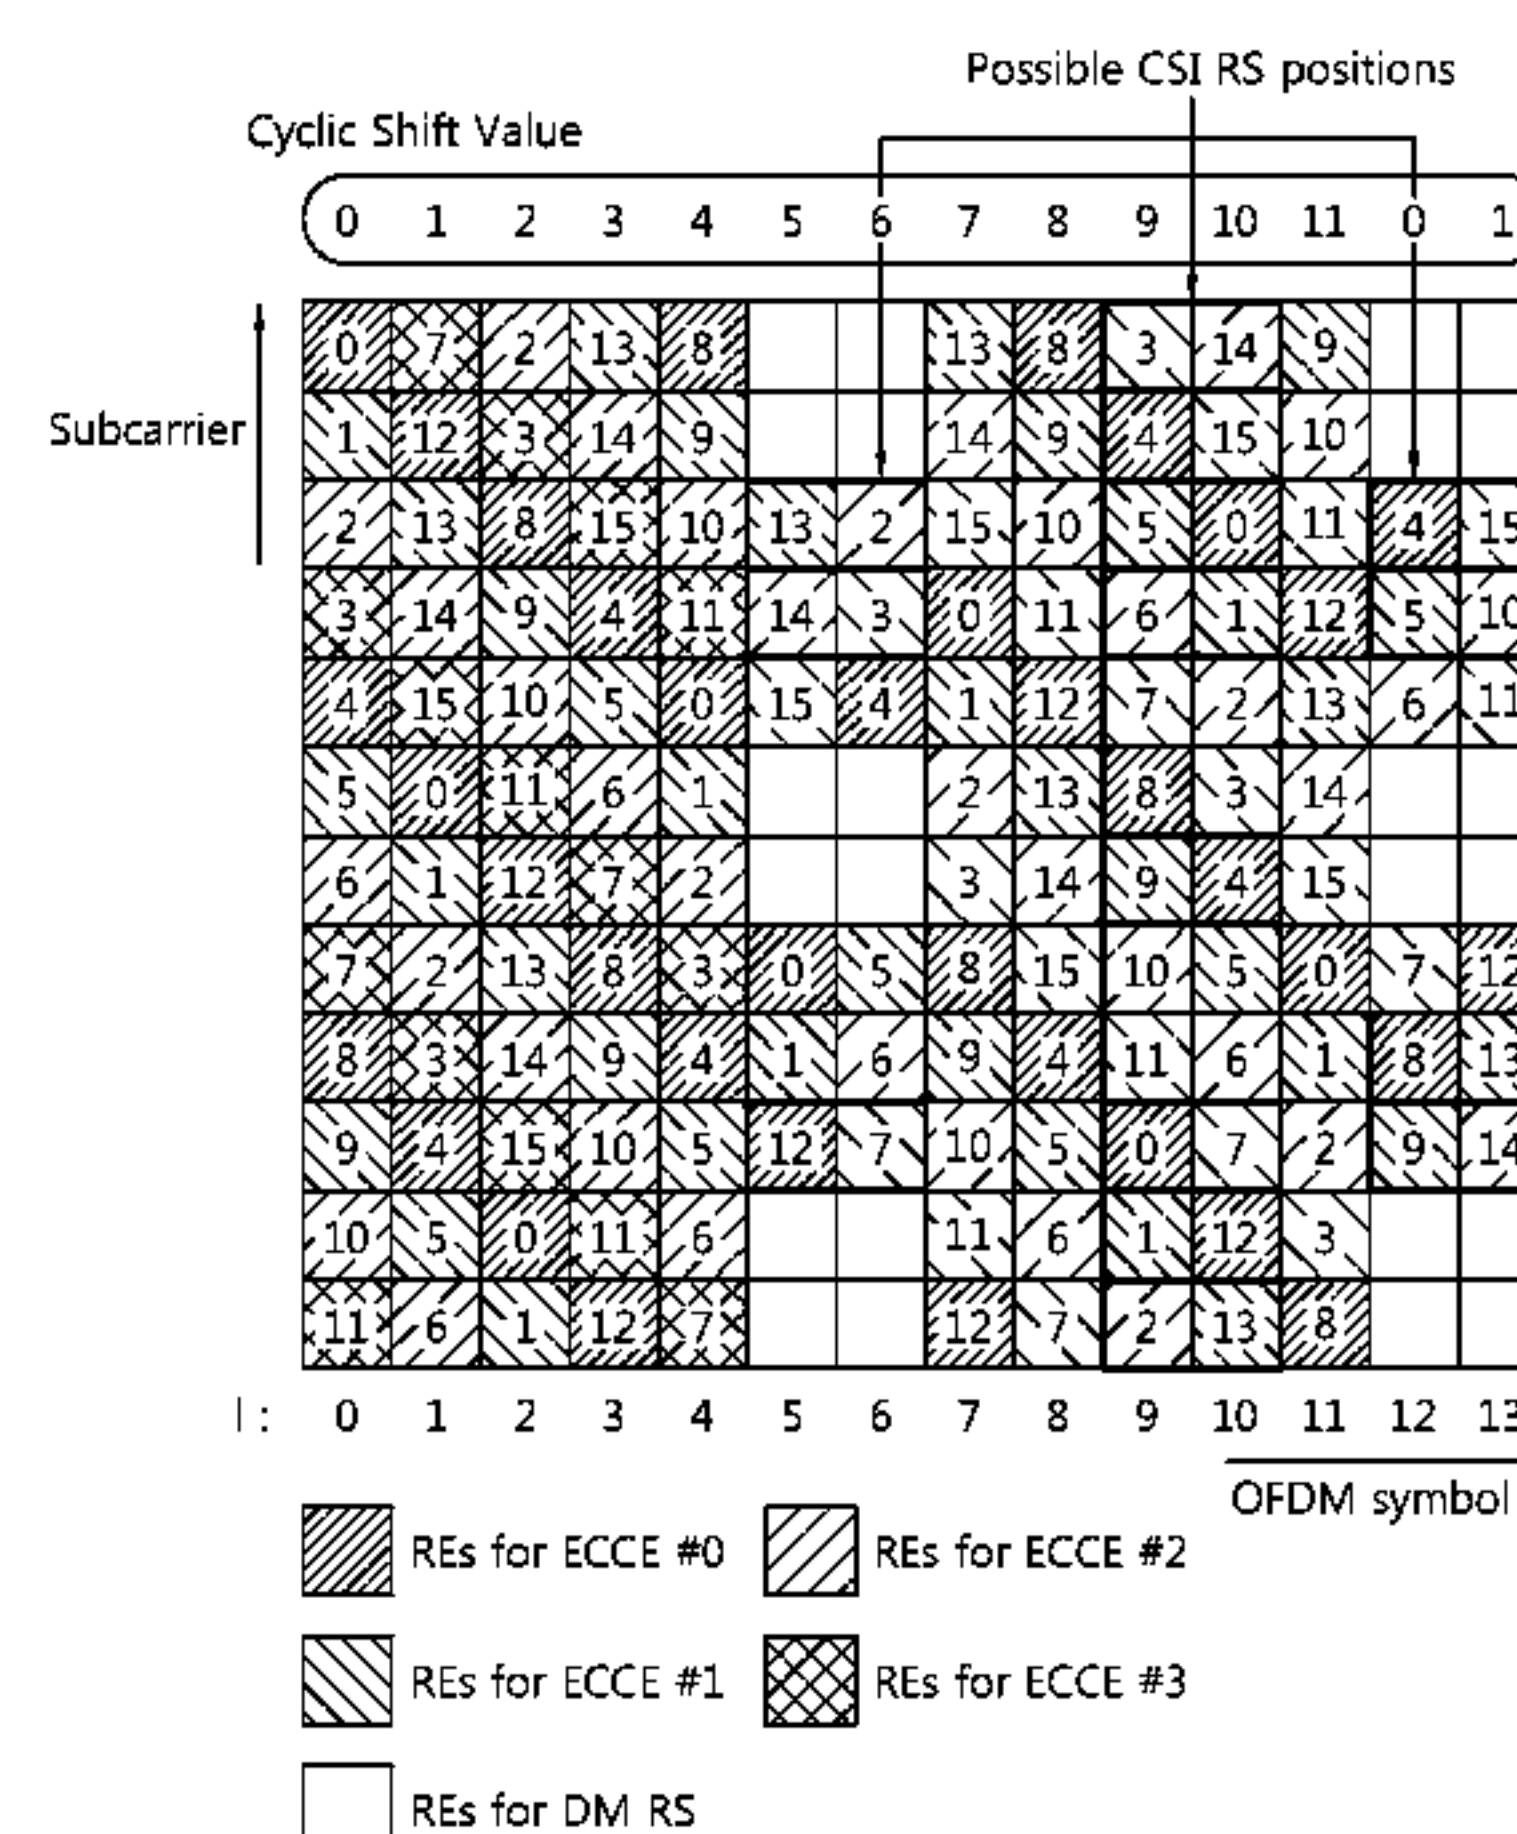 Possible CSI RS positions
Cyclic Shift Value
0 1 2 3 4 5 6 7 8 9 10 11 0 1
0 7 2 13 8 13 8 3 14 9
Subcarrier
1 12 3 14 9 14 9 4 15 10
2 13 8 15 10 13 2 15 10 5 0 11 4 15
3 14 9 4 11 14 3 0 11 6 1 12 5 10
4 15 10 5 0 15 4 1 12 7 2 13 6 11
5 0 11 6 1 2 13 8 3 14
6 1 12 7 2 3 14 9 4 15
7 2 13 8 3 0 5 8 15 10 5 0 7 12
8 3 14 9 4 1 6 9 4 11 6 1 8 13
9 4 15 10 5 12 7 10 5 0 7 2 9 14
10 5 0 11 6 11 6 1 12 3
11 6 1 12 7 12 7 2 13 8
l : 0 1 2 3 4 5 6 7 8 9 10 11 12 13
OFDM symbol
REs for ECCE #0 REs for ECCE #2
REs for ECCE #1 REs for ECCE #3
REs for DM RS